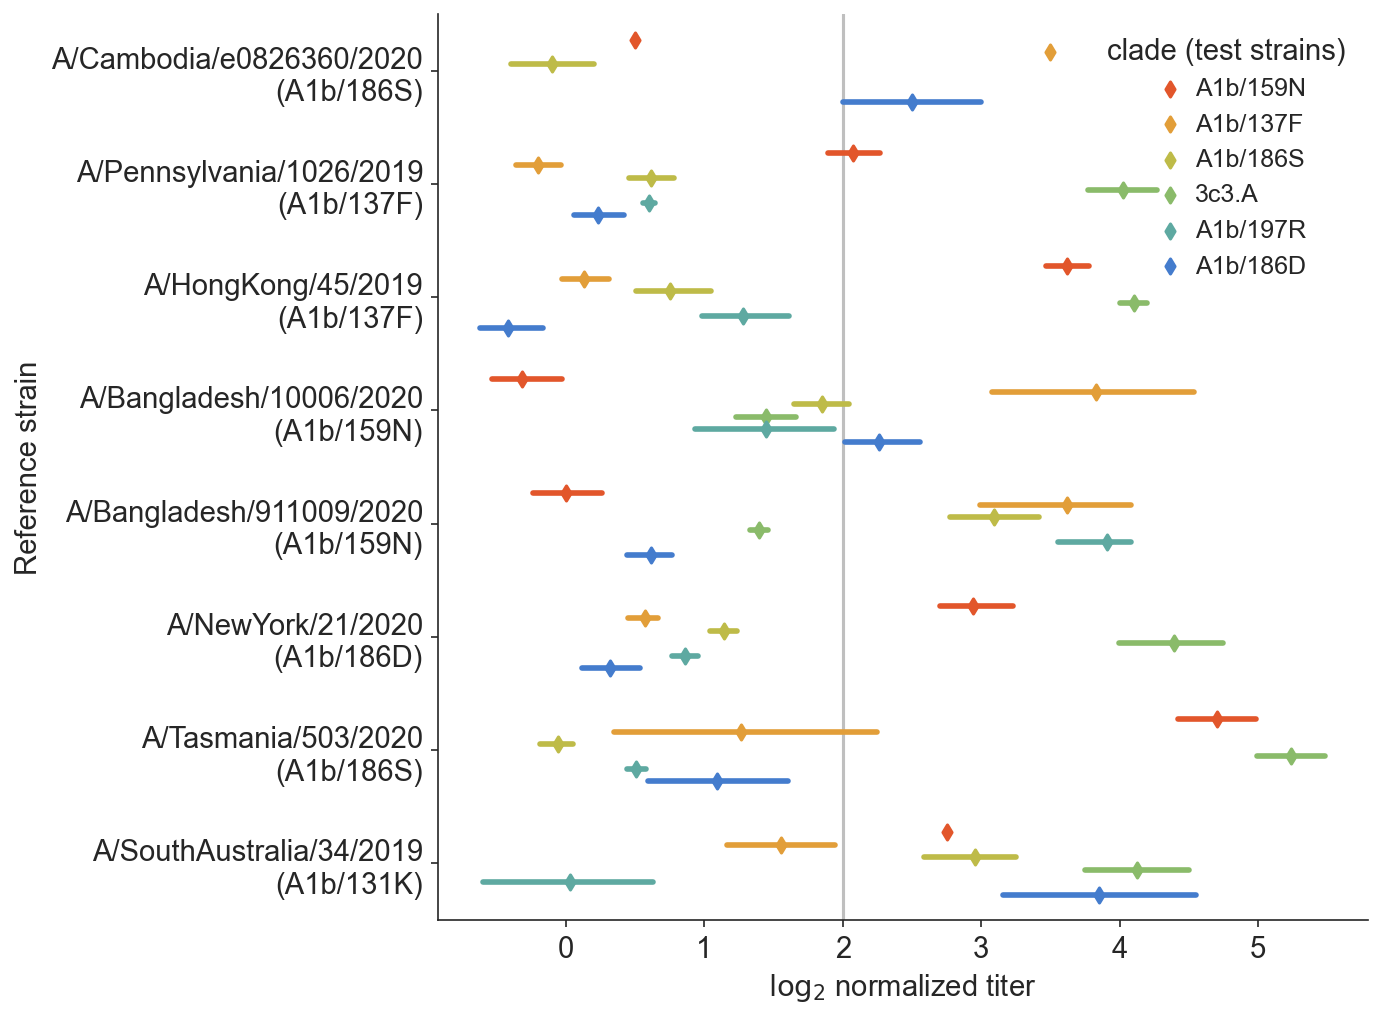 A/Cambodia/e0826360/2020
(A1b/186S)
A/Pennsylvania/1026/2019
(A1b/137F)
A/HongKong/45/2019
(A1b/137F)
A/Bangladesh/10006/2020
(A1b/159N)
A/Bangladesh/911009/2020
(A1b/159N)
A/NewYork/21/2020
(A1b/186D)
A/Tasmania/503/2020
(A1b/186S)
A/SouthAustralia/34/2019
(A1b/131K)
Reference strain
clade (test strains)
A1b/159N
A1b/137F
A1b/186S
3c3.A
A1b/197R
A1b/186D
0 1 2 3 4 5
log₂ normalized titer